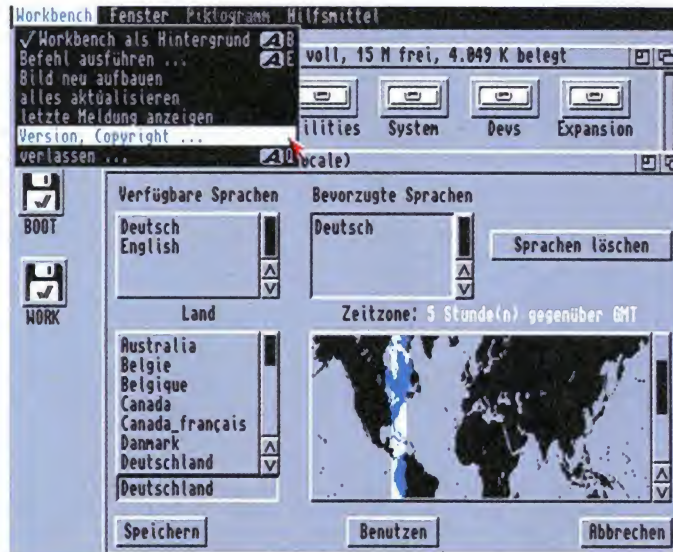 Workbench Fenster Piktogramm Hilfsmittel
✓ Workbench als Hintergrund A B
Befehl ausführen ... A E
Bild neu aufbauen
alles aktualisieren
letzte Meldung anzeigen
Version, Copyright ...
verlassen ... A Q
voll, 15 M frei, 4.049 K belegt
ilities System Devs Expansion
ocale)
BOOT
WORK
Verfügbare Sprachen
Deutsch
English
Bevorzugte Sprachen
Deutsch
Sprachen löschen
Land
Australia
Belgie
Belgique
Canada
Canada_français
Danmark
Deutschland
Deutschland
Zeitzone: 5 Stunde(n) gegenüber GMT
Speichern Benutzen Abbrechen